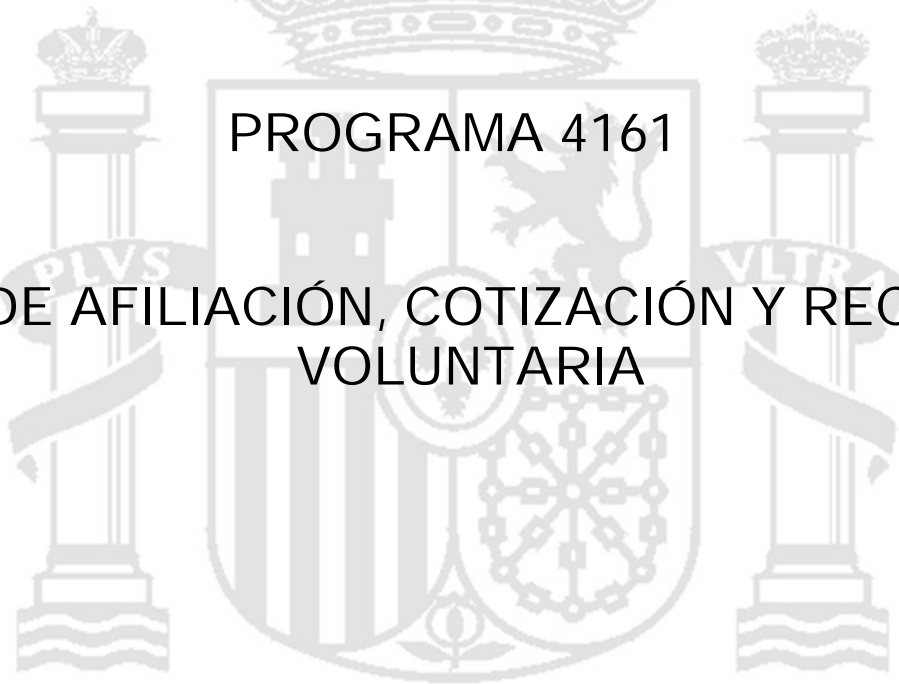 PROGRAMA 4161
PLVS
VLTRA
DE AFILIACIÓN, COTIZACIÓN Y REC
VOLUNTARIA